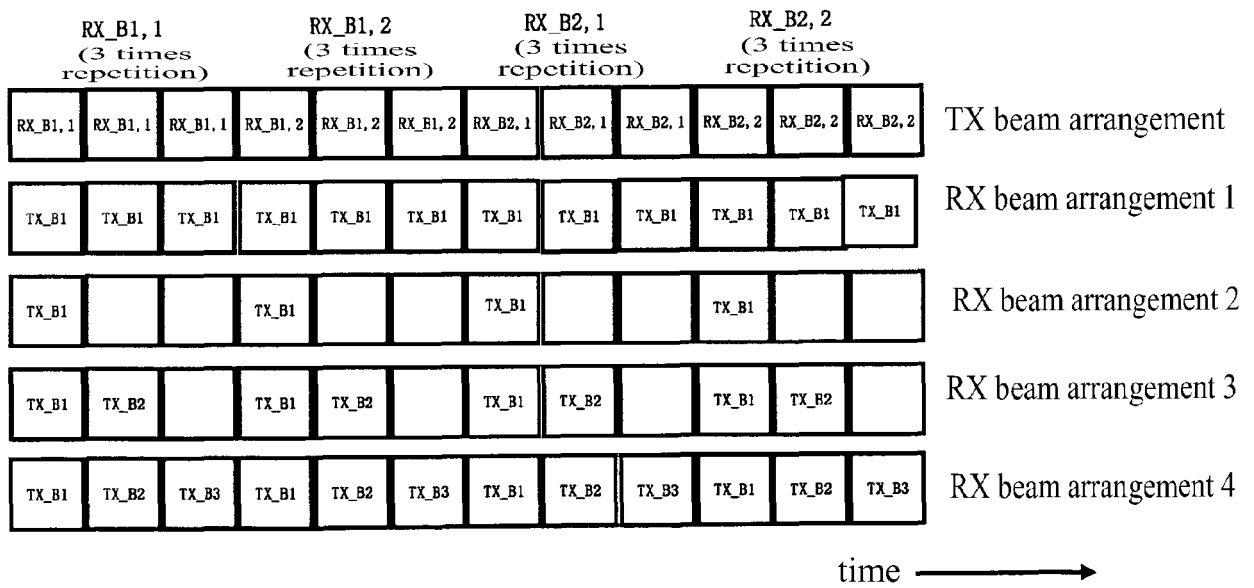 RX_B1,1 RX_B1,2 RX_B2,1 RX_B2,2
(3 times (3 times (3 times (3 times
repetition) repetition) repetition) repetition)
RX_B1,1 RX_B1,1 RX_B1,1 RX_B1,2 RX_B1,2 RX_B1,2 RX_B2,1 RX_B2,1 RX_B2,1 RX_B2,2 RX_B2,2 RX_B2,2 TX beam arrangement
TX_B1 TX_B1 TX_B1 TX_B1 TX_B1 TX_B1 TX_B1 TX_B1 TX_B1 TX_B1 TX_B1 TX_B1 RX beam arrangement 1
TX_B1 TX_B1 TX_B1 TX_B1 RX beam arrangement 2
TX_B1 TX_B2 TX_B1 TX_B2 TX_B1 TX_B2 TX_B1 TX_B2 RX beam arrangement 3
TX_B1 TX_B2 TX_B3 TX_B1 TX_B2 TX_B3 TX_B1 TX_B2 TX_B3 TX_B1 TX_B2 TX_B3 RX beam arrangement 4
time